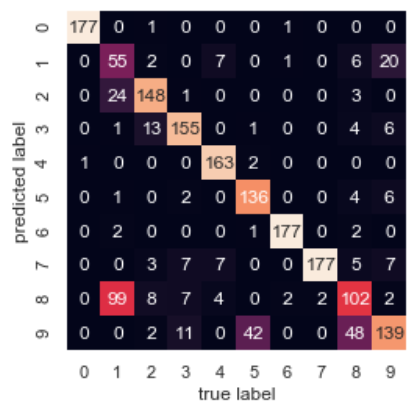 0 177 0 1 0 0 0 1 0 0 0
1 0 55 2 0 7 0 1 0 6 20
2 0 24 148 1 0 0 0 0 3 0
3 0 1 13 155 0 1 0 0 4 6
4 1 0 0 0 163 2 0 0 0 0
5 0 1 0 2 0 136 0 0 4 6
6 0 2 0 0 0 1 177 0 2 0
7 0 0 3 7 7 0 0 177 5 7
8 0 99 8 7 4 0 2 2 102 2
9 0 0 2 11 0 42 0 0 48 139
0 1 2 3 4 5 6 7 8 9
true label
predicted label